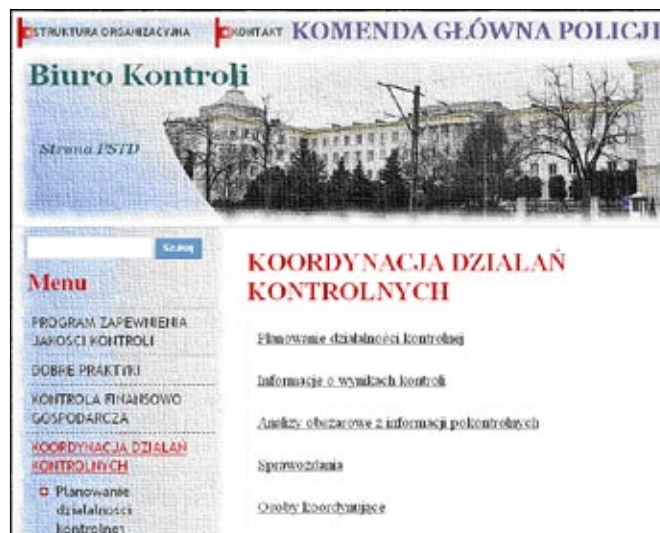 STRUKTURA ORGANIZACYJNA
KONTAKT
KOMENDA GŁÓWNA POLICJI
Biuro Kontroli
Strona PSTD
Szukaj
Menu
PROGRAM ZAPEWNIENIA
JAKOŚCI KONTROLI
DOBRE PRAKTYKI
KONTROLA FINANSOWO
GOSPODARCZA
KOORDYNACJA DZIAŁAŃ
KONTROLNYCH
Planowanie
działalności
kontrolnej
KOORDYNACJA DZIAŁAŃ
KONTROLNYCH
Planowanie działalności kontrolnej
Informacje o wynikach kontroli
Analizy obszarowe z informacji pokontrolnych
Sprawozdania
Osoby koordynujące